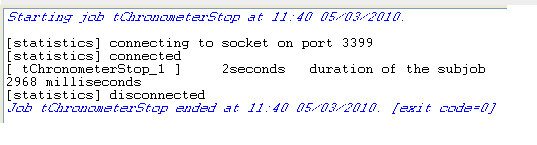 Starting job tChronometerStop at 11:40 05/03/2010.
[statistics] connecting to socket on port 3399
[statistics] connected
[ tChronometerStop_1 ]     2seconds   duration of the subjob
2968 milliseconds
[statistics] disconnected
Job tChronometerStop ended at 11:40 05/03/2010. [exit code=0]